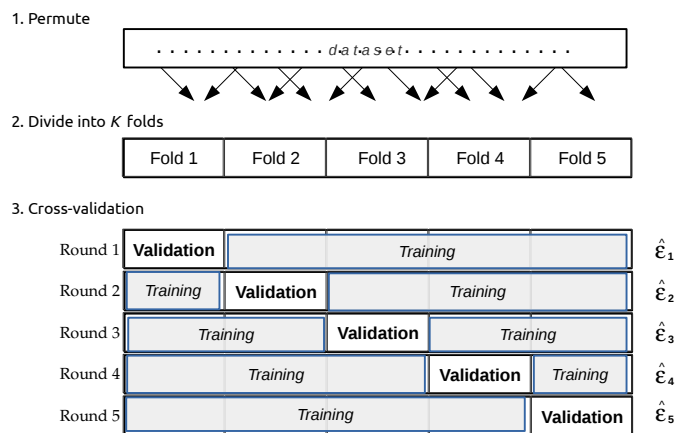 1. Permute
. . . . . . . . . . . . . dataset. . . . . . . . . . . . .
2. Divide into K folds
Fold 1 Fold 2 Fold 3 Fold 4 Fold 5
3. Cross-validation
Round 1 Validation Training ε̂1
Round 2 Training Validation Training ε̂2
Round 3 Training Validation Training ε̂3
Round 4 Training Validation Training ε̂4
Round 5 Training Validation ε̂5